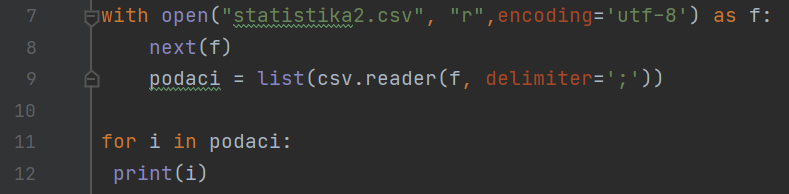 7 with open("statistika2.csv", "r",encoding='utf-8') as f:
8     next(f)
9     podaci = list(csv.reader(f, delimiter=';'))
10
11 for i in podaci:
12  print(i)